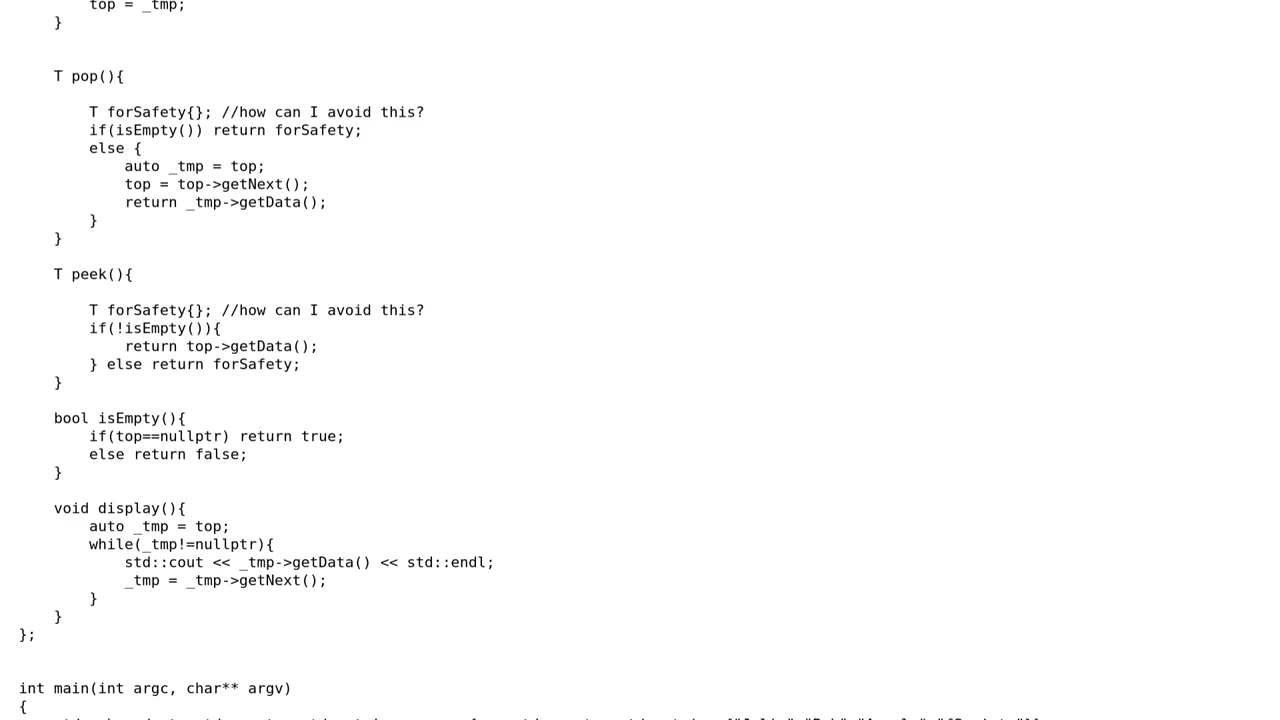 top = _tmp;
    }
    T pop(){
        T forSafety{}; //how can I avoid this?
        if(isEmpty()) return forSafety;
        else {
            auto _tmp = top;
            top = top->getNext();
            return _tmp->getData();
        }
    }
    T peek(){
        T forSafety{}; //how can I avoid this?
        if(!isEmpty()){
            return top->getData();
        } else return forSafety;
    }
    bool isEmpty(){
        if(top==nullptr) return true;
        else return false;
    }
    void display(){
        auto _tmp = top;
        while(_tmp!=nullptr){
            std::cout << _tmp->getData() << std::endl;
            _tmp = _tmp->getNext();
        }
    }
};
int main(int argc, char** argv)
{